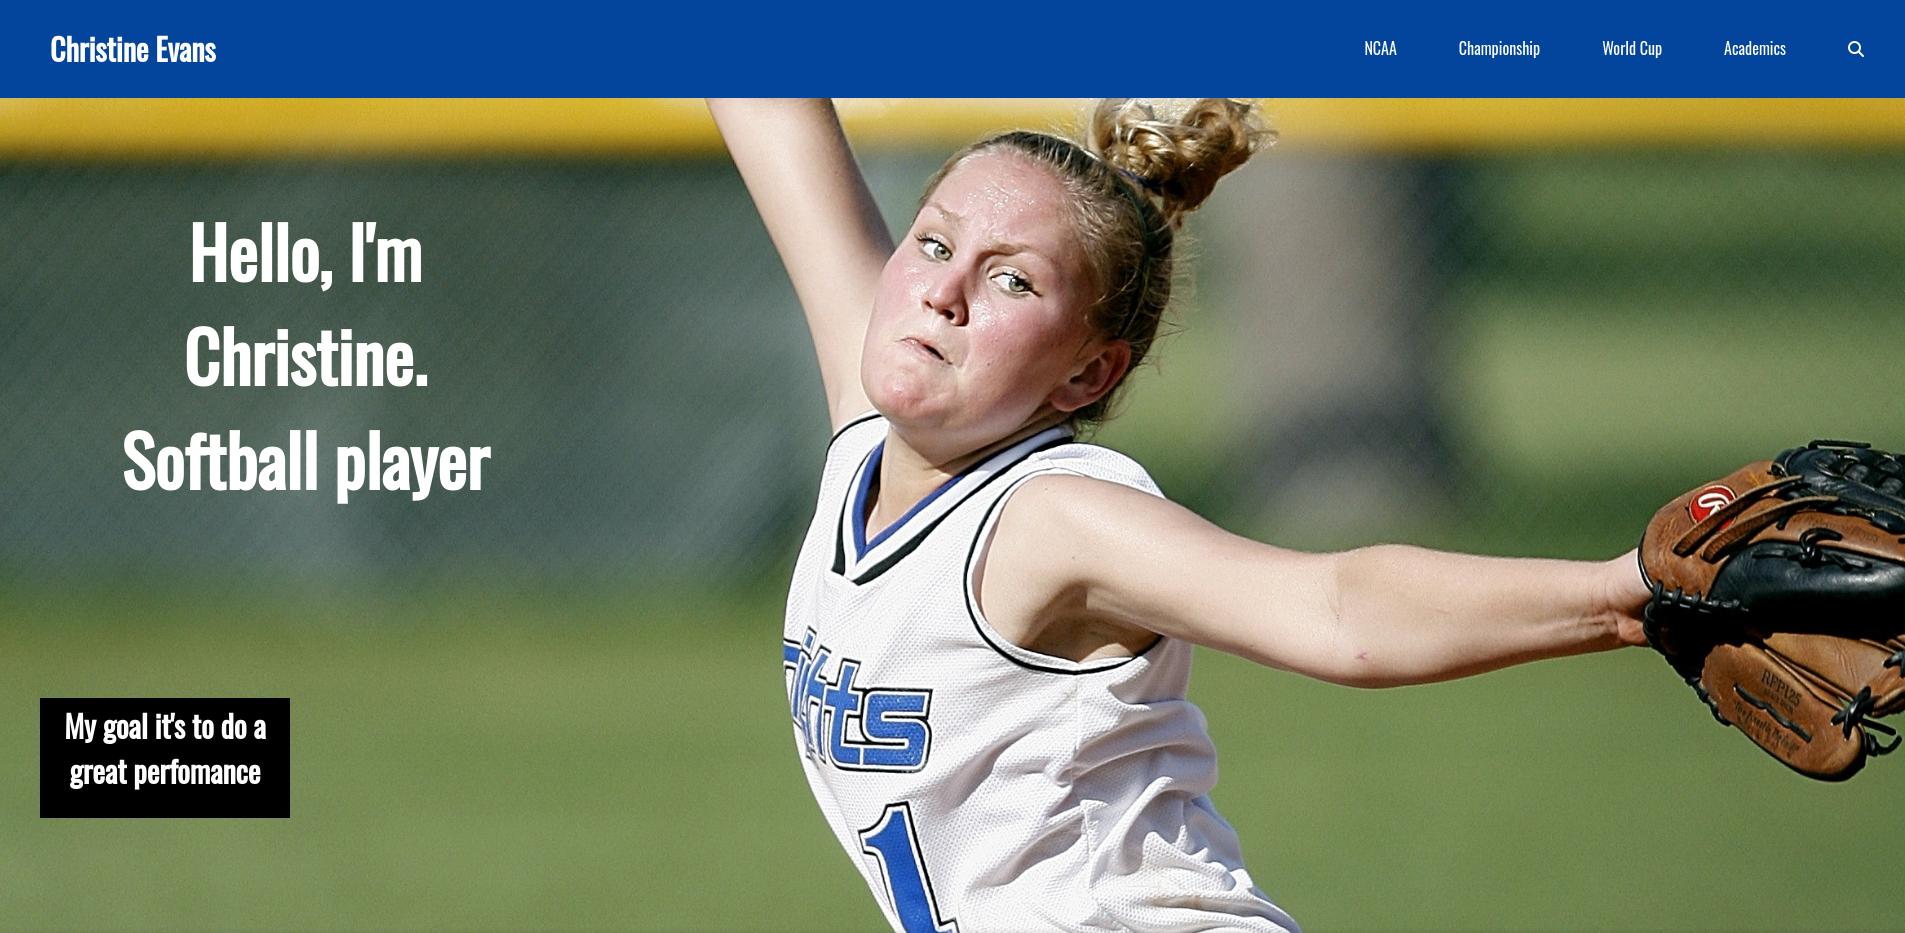 Christine Evans
NCAA
Championship
World Cup
Academics
Hello, I'm
Christine.
Softball player
My goal it's to do a
great perfomance
1
RFP125